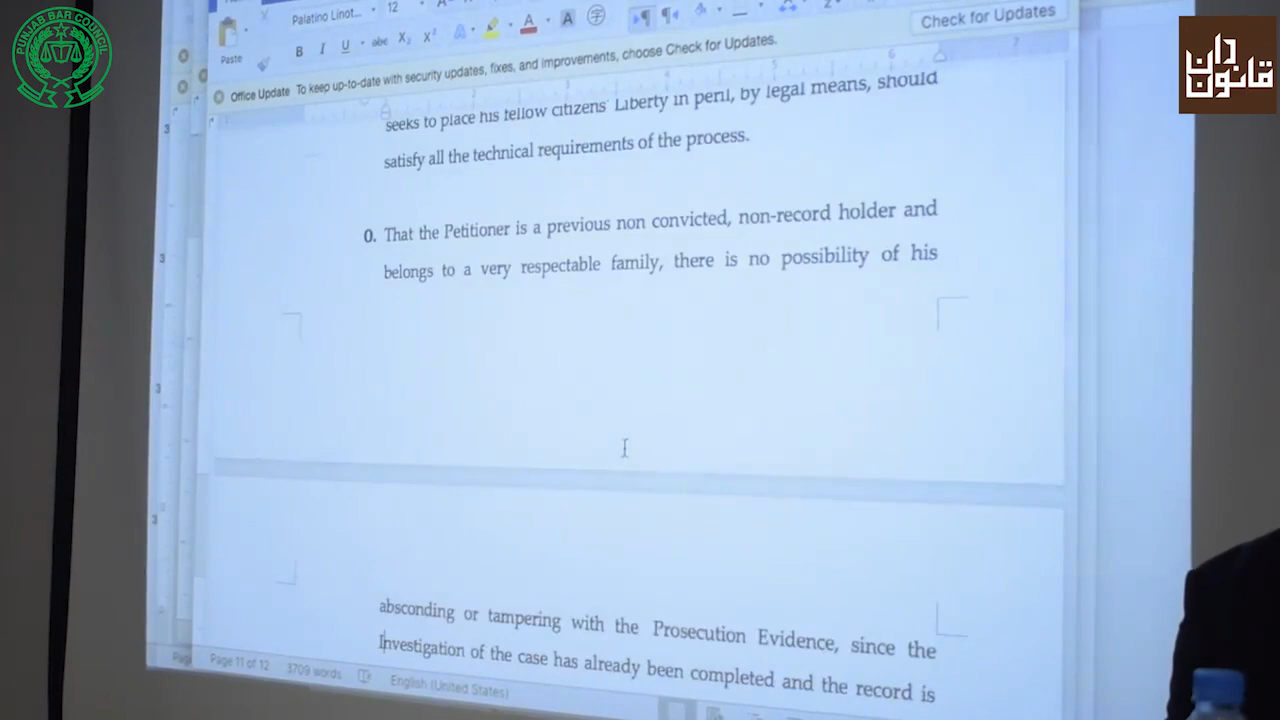 PUNJAB BAR COUNCIL
قانون دان
Palatino Linot... 12
Paste
B I U abc X₂ X² A A A
Check for Updates
Office Update To keep up-to-date with security updates, fixes, and improvements, choose Check for Updates.
seeks to place his fellow citizens' Liberty in peril, by legal means, should
satisfy all the technical requirements of the process.
O. That the Petitioner is a previous non convicted, non-record holder and
belongs to a very respectable family, there is no possibility of his
absconding or tampering with the Prosecution Evidence, since the
Investigation of the case has already been completed and the record is
Page 11 of 12 3709 words English (United States)